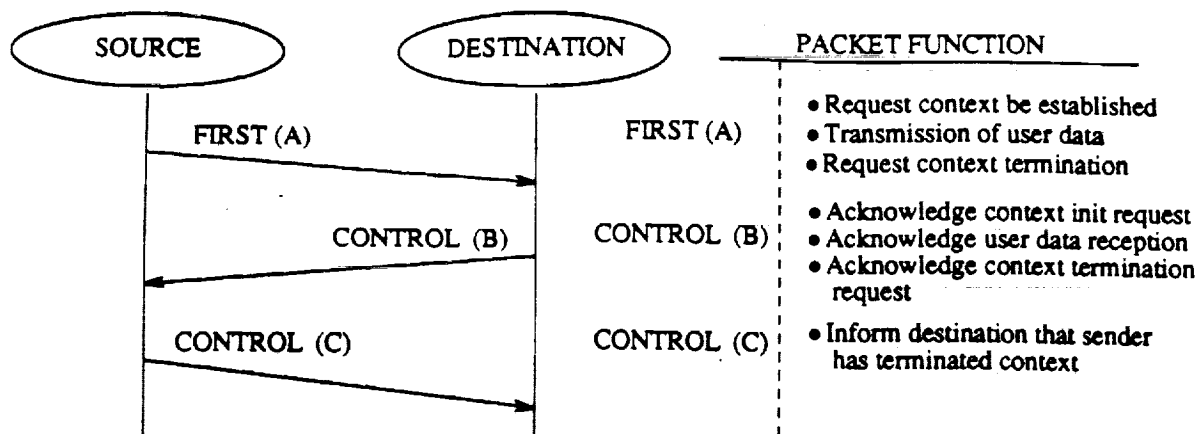 SOURCE
DESTINATION
PACKET FUNCTION
FIRST (A)
CONTROL (B)
CONTROL (C)
FIRST (A)
• Request context be established
• Transmission of user data
• Request context termination
CONTROL (B)
• Acknowledge context init request
• Acknowledge user data reception
• Acknowledge context termination
request
CONTROL (C)
• Inform destination that sender
has terminated context